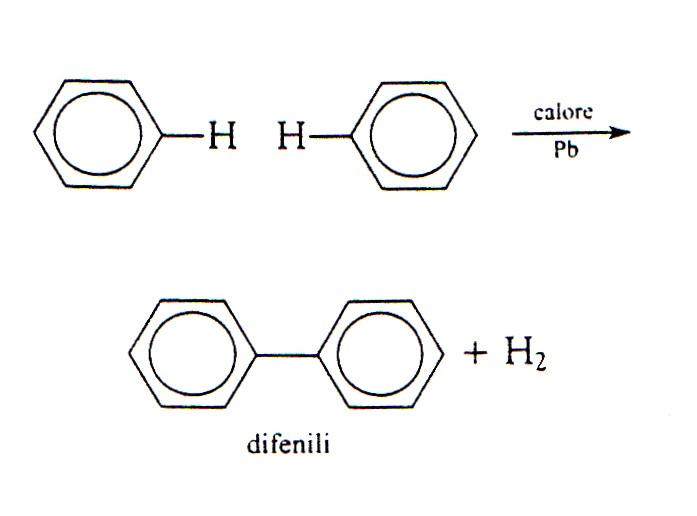 calore
H H
Pb
+ H₂
difenili